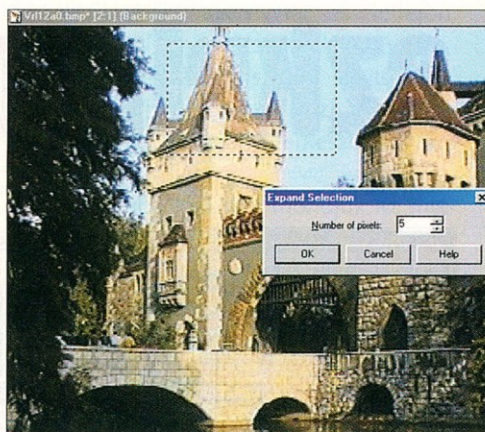 Vrl12a0.bmp* [2:1] (Background)
Expand Selection
Number of pixels: 5
OK Cancel Help